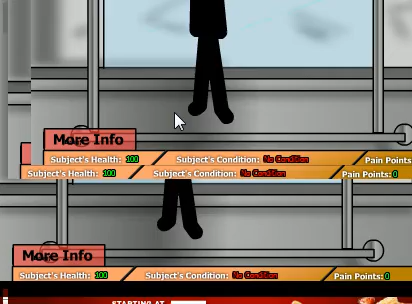 More Info
Subject's Health: 100 Subject's Condition: No Condition Pain Points
Subject's Health: 100 Subject's Condition: No Condition Pain Points: 0
More Info
Subject's Health: 100 Subject's Condition: No Condition Pain Points: 0
STARTING AT